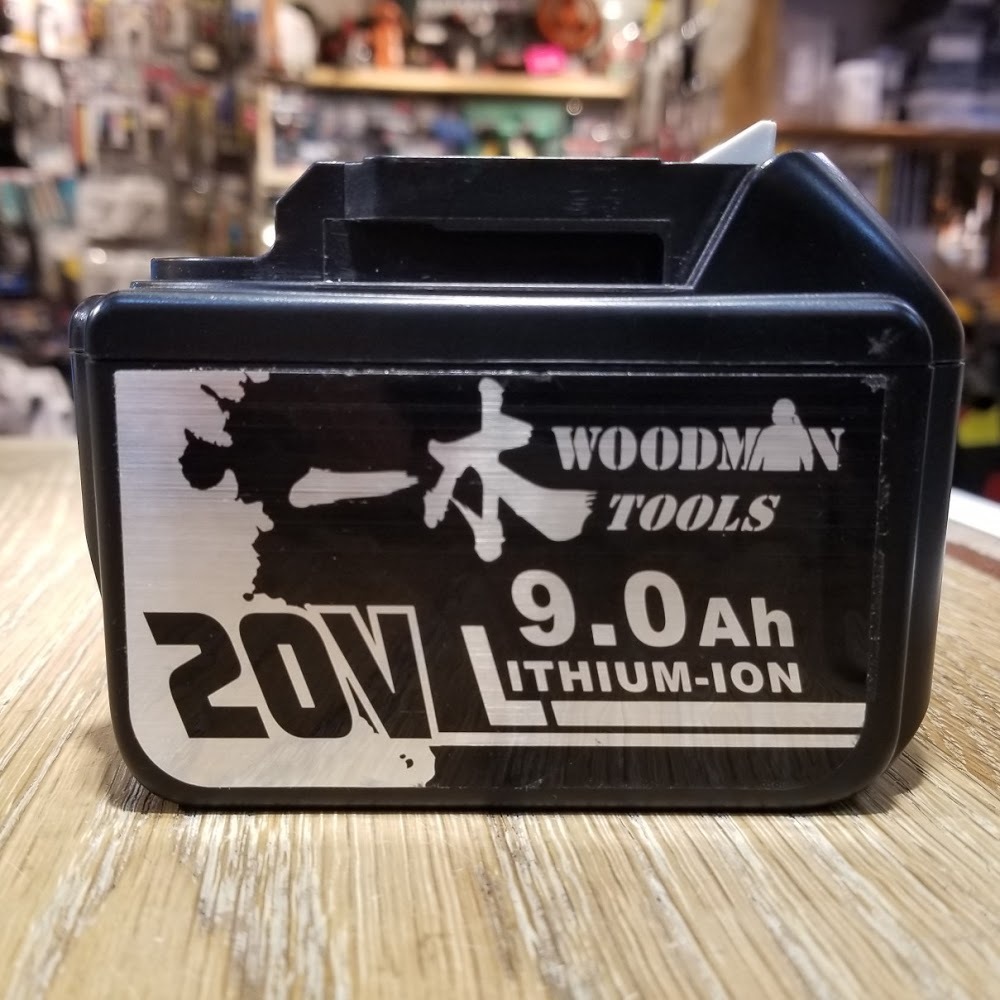 一木
WOODMAN
TOOLS
9.0Ah
20V LITHIUM-ION